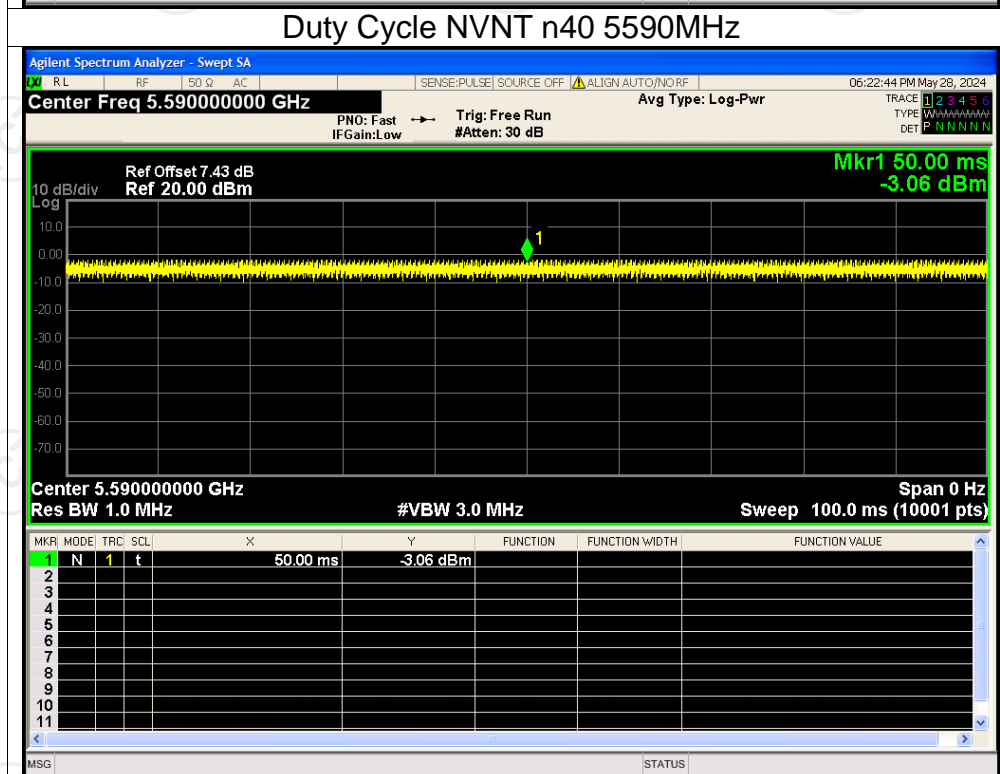 Duty Cycle NVNT n40 5590MHz
Agilent Spectrum Analyzer - Swept SA
LXI RL RF 50 Ω AC SENSE:PULSE SOURCE OFF ALIGN AUTO/NO RF 06:22:44 PM May 28, 2024
Center Freq 5.590000000 GHz Avg Type: Log-Pwr TRACE 1 2 3 4 5 6
PNO: Fast Trig: Free Run TYPE W
IFGain:Low #Atten: 30 dB DET P N N N N N
Mkr1 50.00 ms
Ref Offset 7.43 dB
10 dB/div Ref 20.00 dBm -3.06 dBm
Log
10.0
1
0.00
-10.0
-20.0
-30.0
-40.0
-50.0
-60.0
-70.0
Center 5.590000000 GHz Span 0 Hz
Res BW 1.0 MHz #VBW 3.0 MHz Sweep 100.0 ms (10001 pts)
MKR MODE TRC SCL X Y FUNCTION FUNCTION WIDTH FUNCTION VALUE
1 N 1 t 50.00 ms -3.06 dBm
2
3
4
5
6
7
8
9
10
11
MSG STATUS